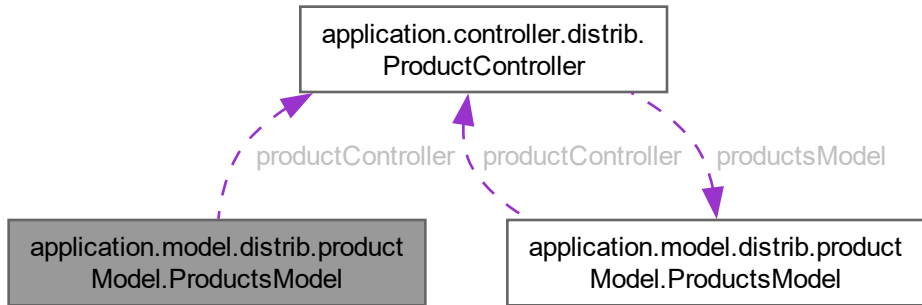 application.controller.distrib.
ProductController
productController
productController
productsModel
application.model.distrib.product
Model.ProductsModel
application.model.distrib.product
Model.ProductsModel